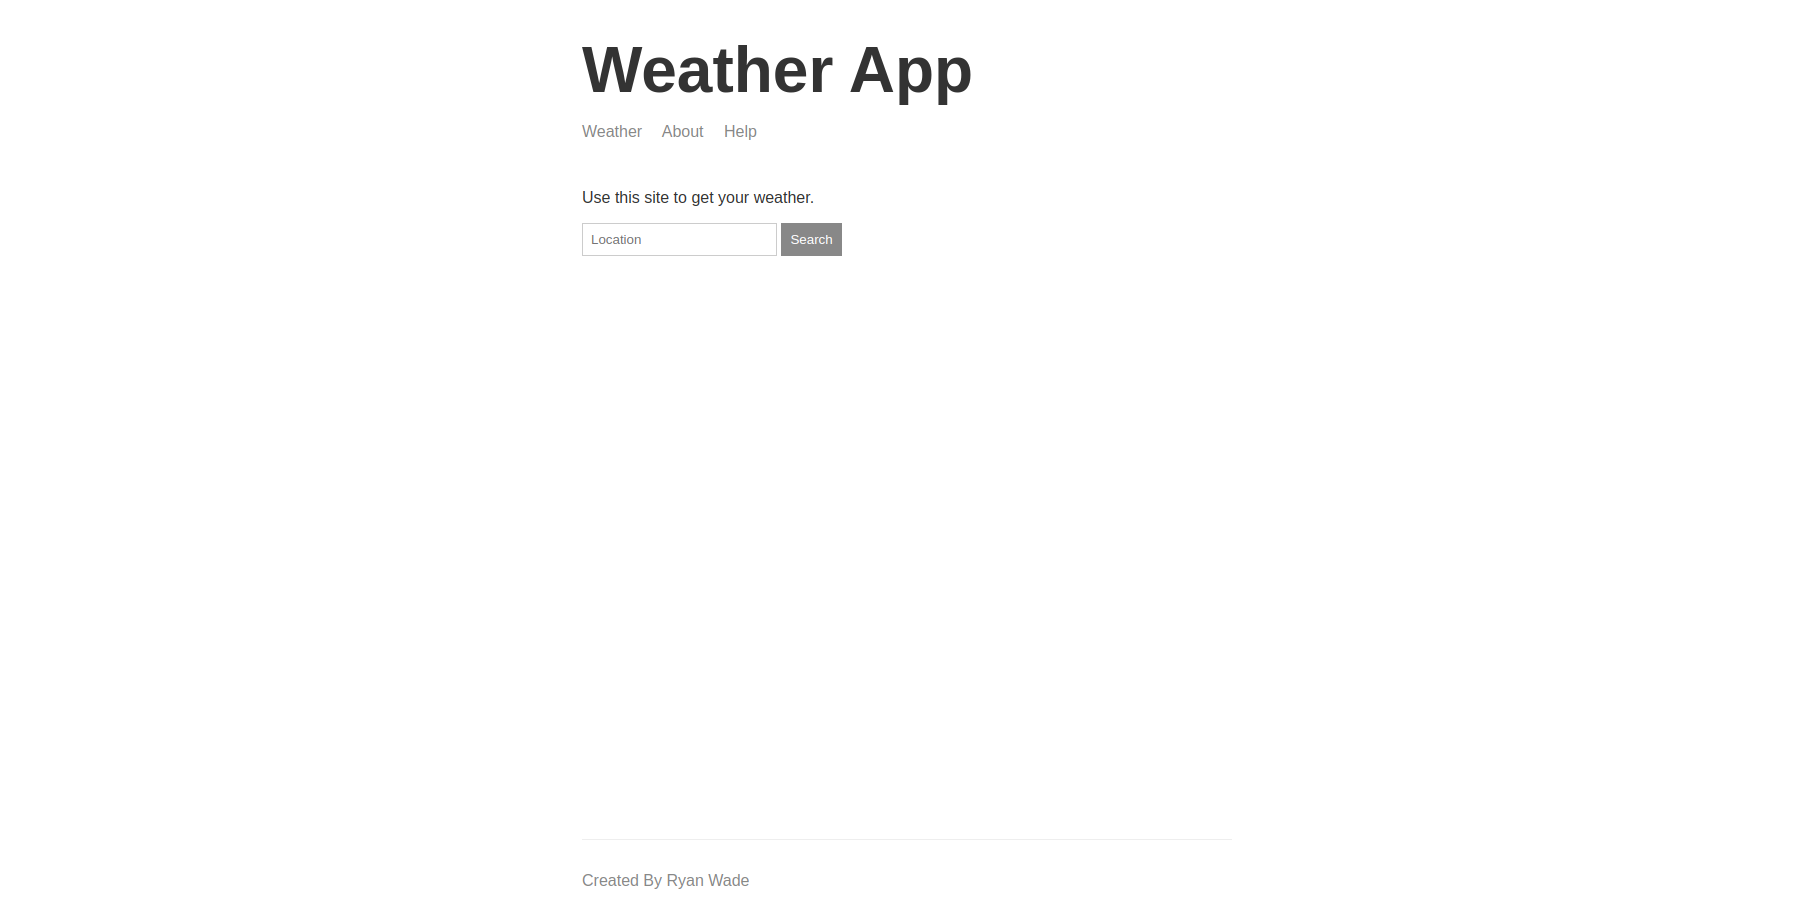 Weather App
Weather About Help
Use this site to get your weather.
Location Search
Created By Ryan Wade